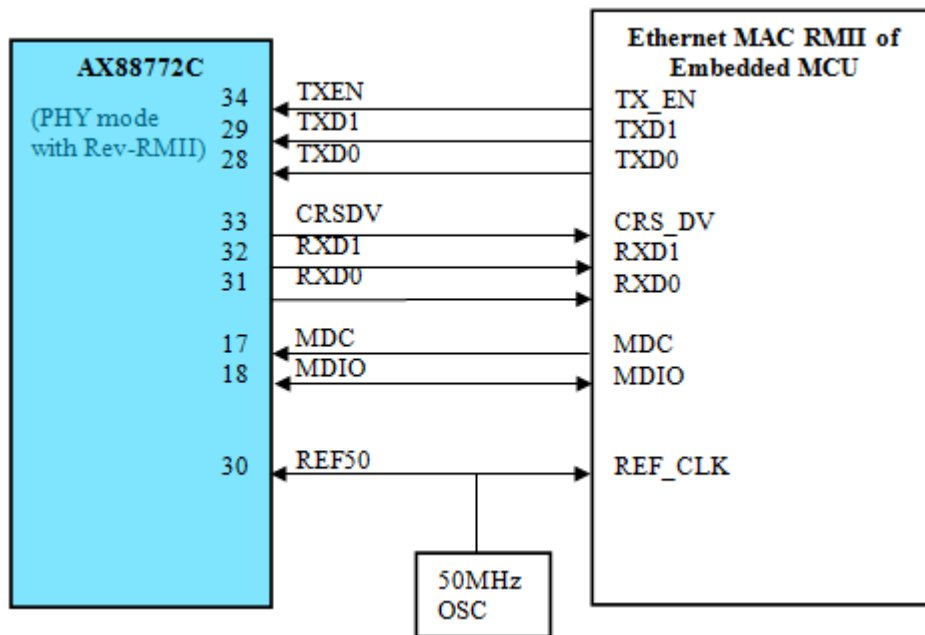 AX88772C
(PHY mode
with Rev-RMII)
34
29
28
33
32
31
17
18
30
TXEN
TXD1
TXD0
CRSDV
RXD1
RXD0
MDC
MDIO
REF50
50MHz
OSC
Ethernet MAC RMII of
Embedded MCU
TX_EN
TXD1
TXD0
CRS_DV
RXD1
RXD0
MDC
MDIO
REF_CLK